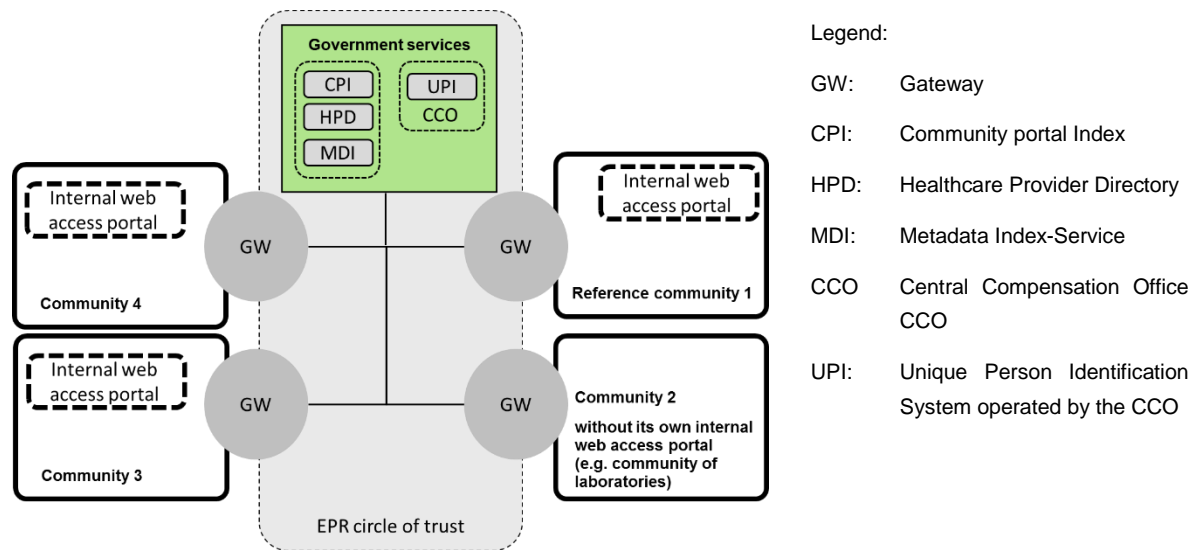 Government services
CPI
HPD
MDI
UPI
CCO
Internal web
access portal
GW
Community 4
Internal web
access portal
GW
Reference community 1
Internal web
access portal
GW
Community 3
GW
Community 2
without its own internal
web access portal
(e.g. community of
laboratories)
EPR circle of trust
Legend:
GW: Gateway
CPI: Community portal Index
HPD: Healthcare Provider Directory
MDI: Metadata Index-Service
CCO Central Compensation Office
CCO
UPI: Unique Person Identification
System operated by the CCO